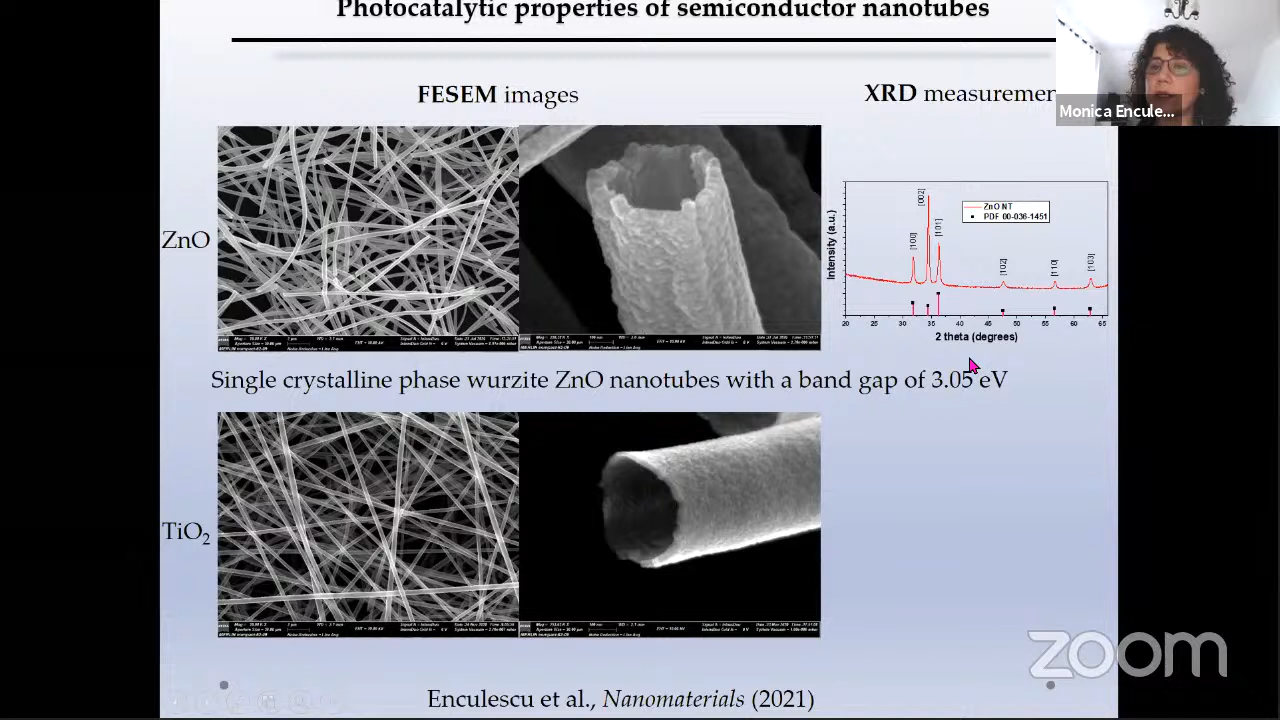 Photocatalytic properties of semiconductor nanotubes
FESEM images
XRD measuremen
Monica Encule...
ZnO
Intensity (a.u.)
[100]
[002]
[101]
[102]
[110]
[103]
ZnO NT
PDF 00-036-1451
20 25 30 35 40 45 50 55 60 65
2 theta (degrees)
Single crystalline phase wurzite ZnO nanotubes with a band gap of 3.05 eV
TiO2
zoom
Enculescu et al., Nanomaterials (2021)